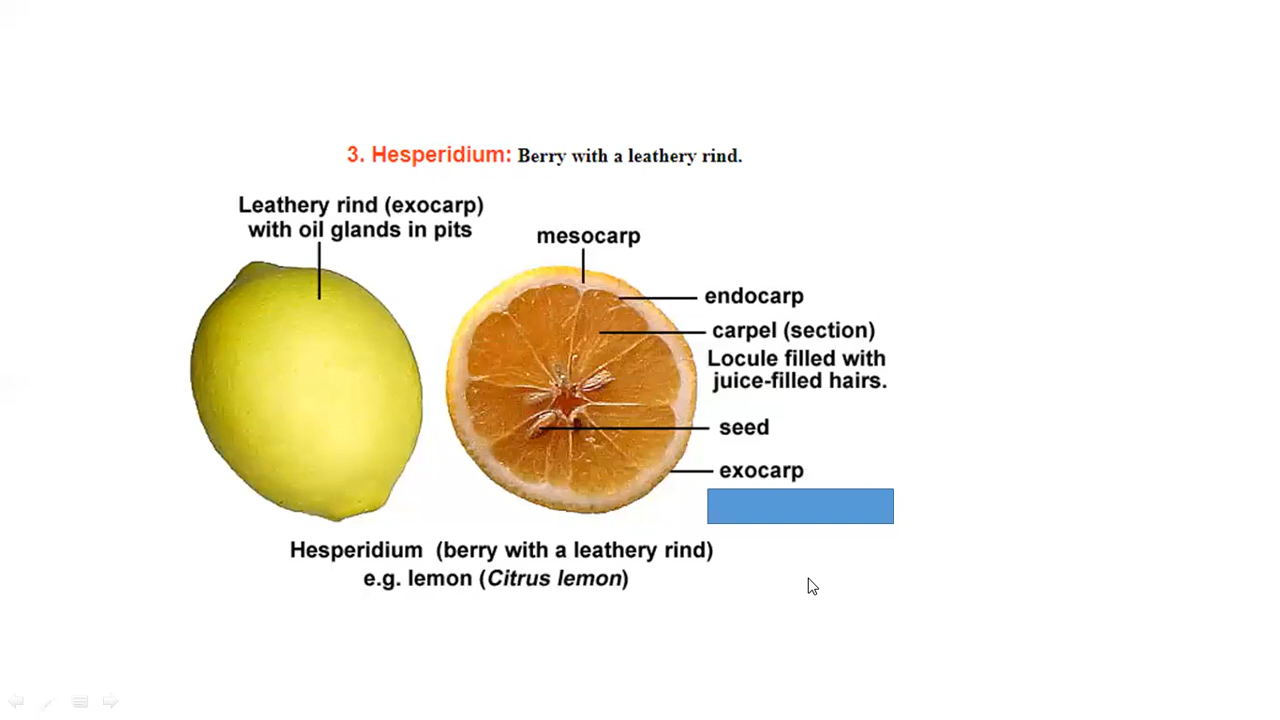 3. Hesperidium: Berry with a leathery rind.
Leathery rind (exocarp)
with oil glands in pits
mesocarp
endocarp
carpel (section)
Locule filled with
juice-filled hairs.
seed
exocarp
Hesperidium (berry with a leathery rind)
e.g. lemon (Citrus lemon)